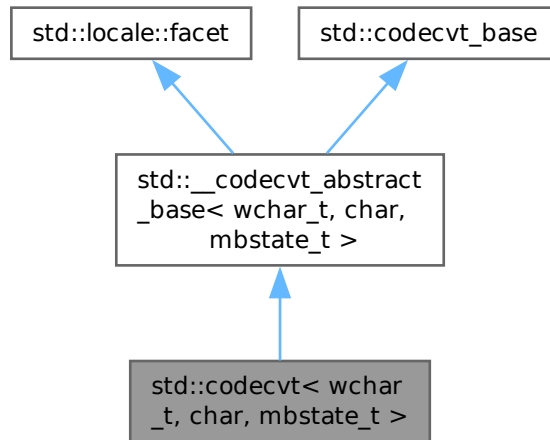 std::locale::facet
std::codecvt_base
std::__codecvt_abstract
_base< wchar_t, char,
mbstate_t >
std::codecvt< wchar
_t, char, mbstate_t >